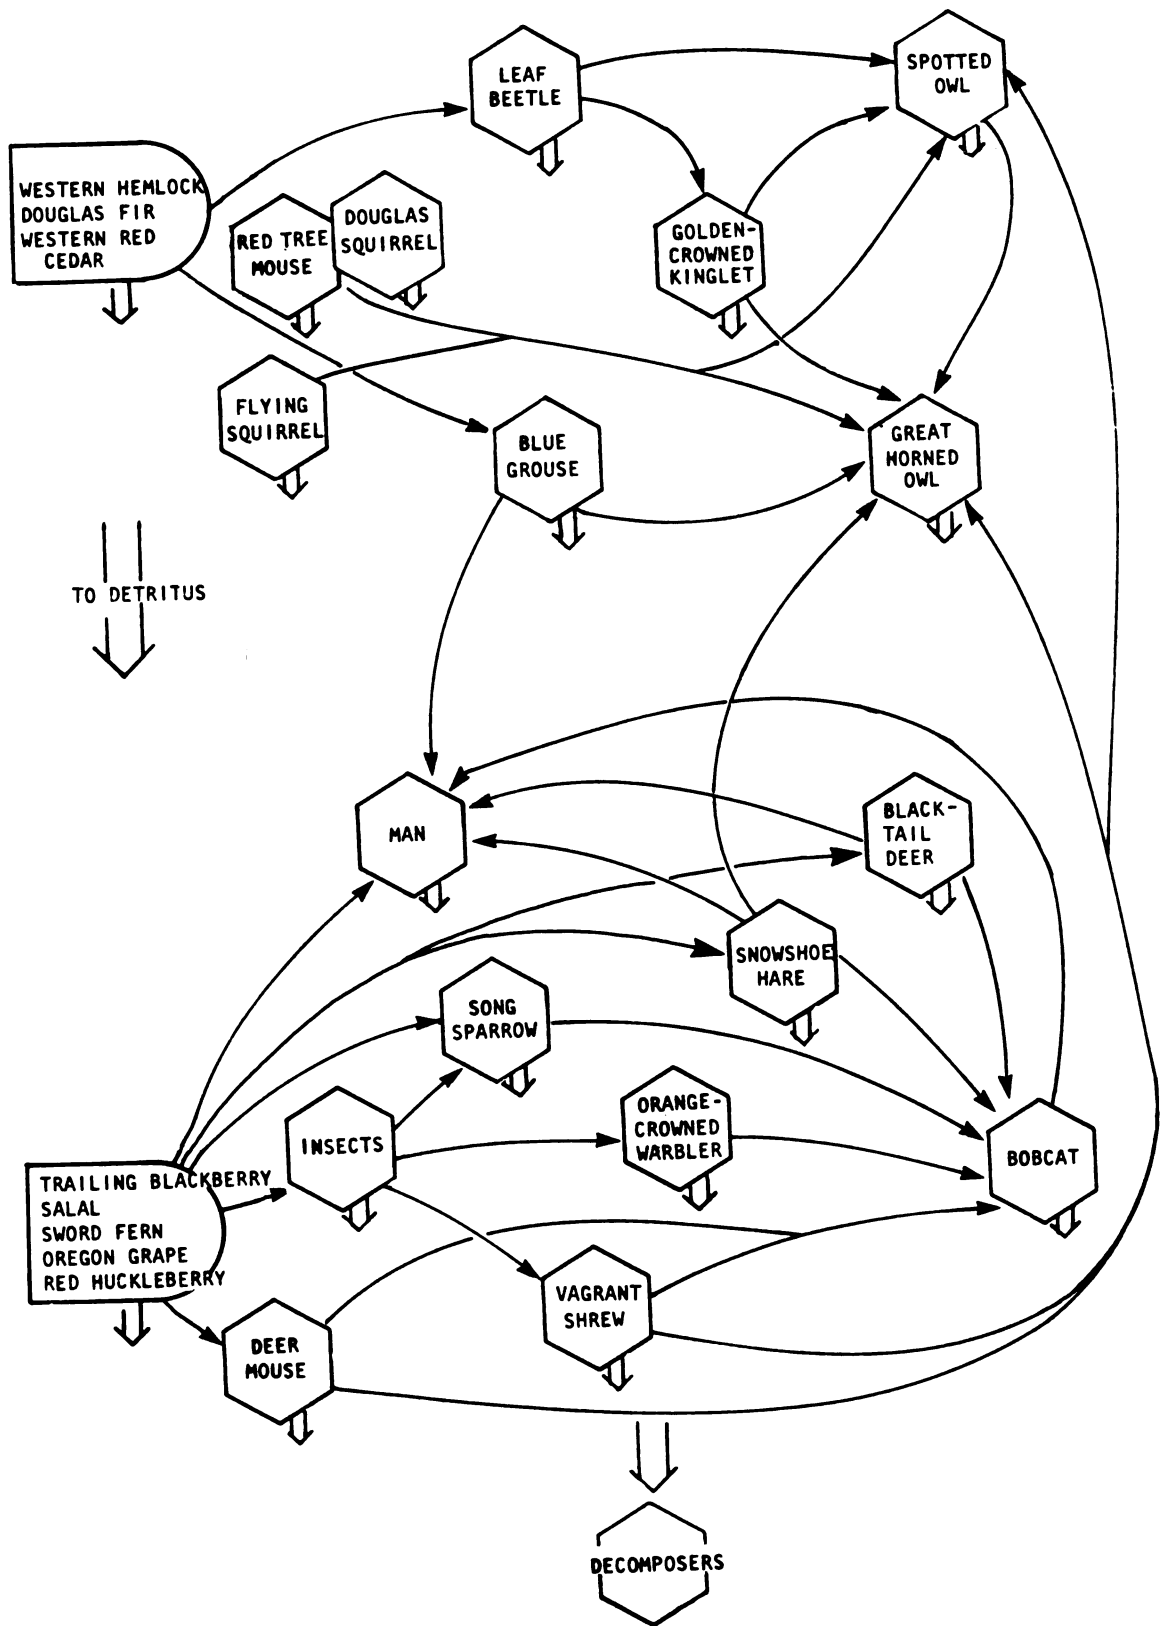 LEAF
BEETLE
SPOTTED
OWL
WESTERN HEMLOCK
DOUGLAS FIR
WESTERN RED
CEDAR
RED TREE
MOUSE
DOUGLAS
SQUIRREL
GOLDEN-
CROWNED
KINGLET
FLYING
SQUIRREL
BLUE
GROUSE
GREAT
HORNED
OWL
TO DETRITUS
MAN
BLACK-
TAIL
DEER
SNOWSHOE
HARE
SONG
SPARROW
INSECTS
ORANGE-
CROWNED
WARBLER
BOBCAT
TRAILING BLACKBERRY
SALAL
SWORD FERN
OREGON GRAPE
RED HUCKLEBERRY
VAGRANT
SHREW
DEER
MOUSE
DECOMPOSERS